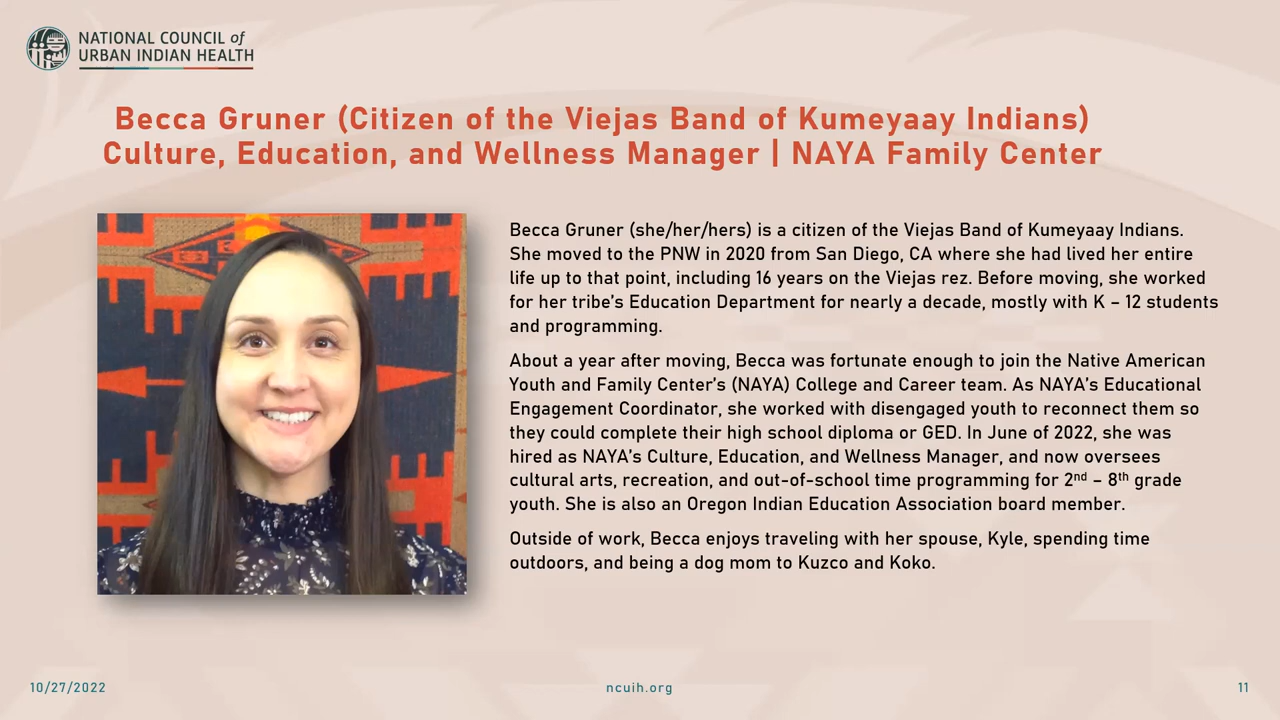 NATIONAL COUNCIL of
URBAN INDIAN HEALTH
Becca Gruner (Citizen of the Viejas Band of Kumeyaay Indians)
Culture, Education, and Wellness Manager | NAYA Family Center
Becca Gruner (she/her/hers) is a citizen of the Viejas Band of Kumeyaay Indians.
She moved to the PNW in 2020 from San Diego, CA where she had lived her entire
life up to that point, including 16 years on the Viejas rez. Before moving, she worked
for her tribe's Education Department for nearly a decade, mostly with K – 12 students
and programming.
About a year after moving, Becca was fortunate enough to join the Native American
Youth and Family Center's (NAYA) College and Career team. As NAYA's Educational
Engagement Coordinator, she worked with disengaged youth to reconnect them so
they could complete their high school diploma or GED. In June of 2022, she was
hired as NAYA's Culture, Education, and Wellness Manager, and now oversees
cultural arts, recreation, and out-of-school time programming for 2nd – 8th grade
youth. She is also an Oregon Indian Education Association board member.
Outside of work, Becca enjoys traveling with her spouse, Kyle, spending time
outdoors, and being a dog mom to Kuzco and Koko.
10/27/2022
ncuih.org
11